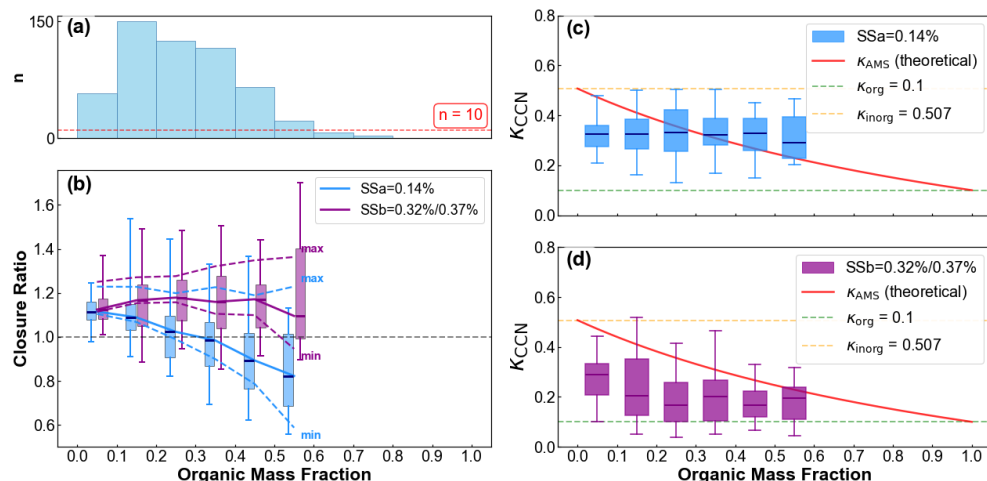 (a)
150
n
0
n = 10
(b)
SSa=0.14%
SSb=0.32%/0.37%
1.6
1.4
1.2
1.0
0.8
0.6
Closure Ratio
max
max
min
min
0.0 0.1 0.2 0.3 0.4 0.5 0.6 0.7 0.8 0.9 1.0
Organic Mass Fraction
(c)
0.8
0.6
0.4
0.2
0.0
κCCN
SSa=0.14%
κAMS (theoretical)
κorg = 0.1
κinorg = 0.507
0.0 0.1 0.2 0.3 0.4 0.5 0.6 0.7 0.8 0.9 1.0
(d)
0.8
0.6
0.4
0.2
0.0
κCCN
SSb=0.32%/0.37%
κAMS (theoretical)
κorg = 0.1
κinorg = 0.507
0.0 0.1 0.2 0.3 0.4 0.5 0.6 0.7 0.8 0.9 1.0
Organic Mass Fraction